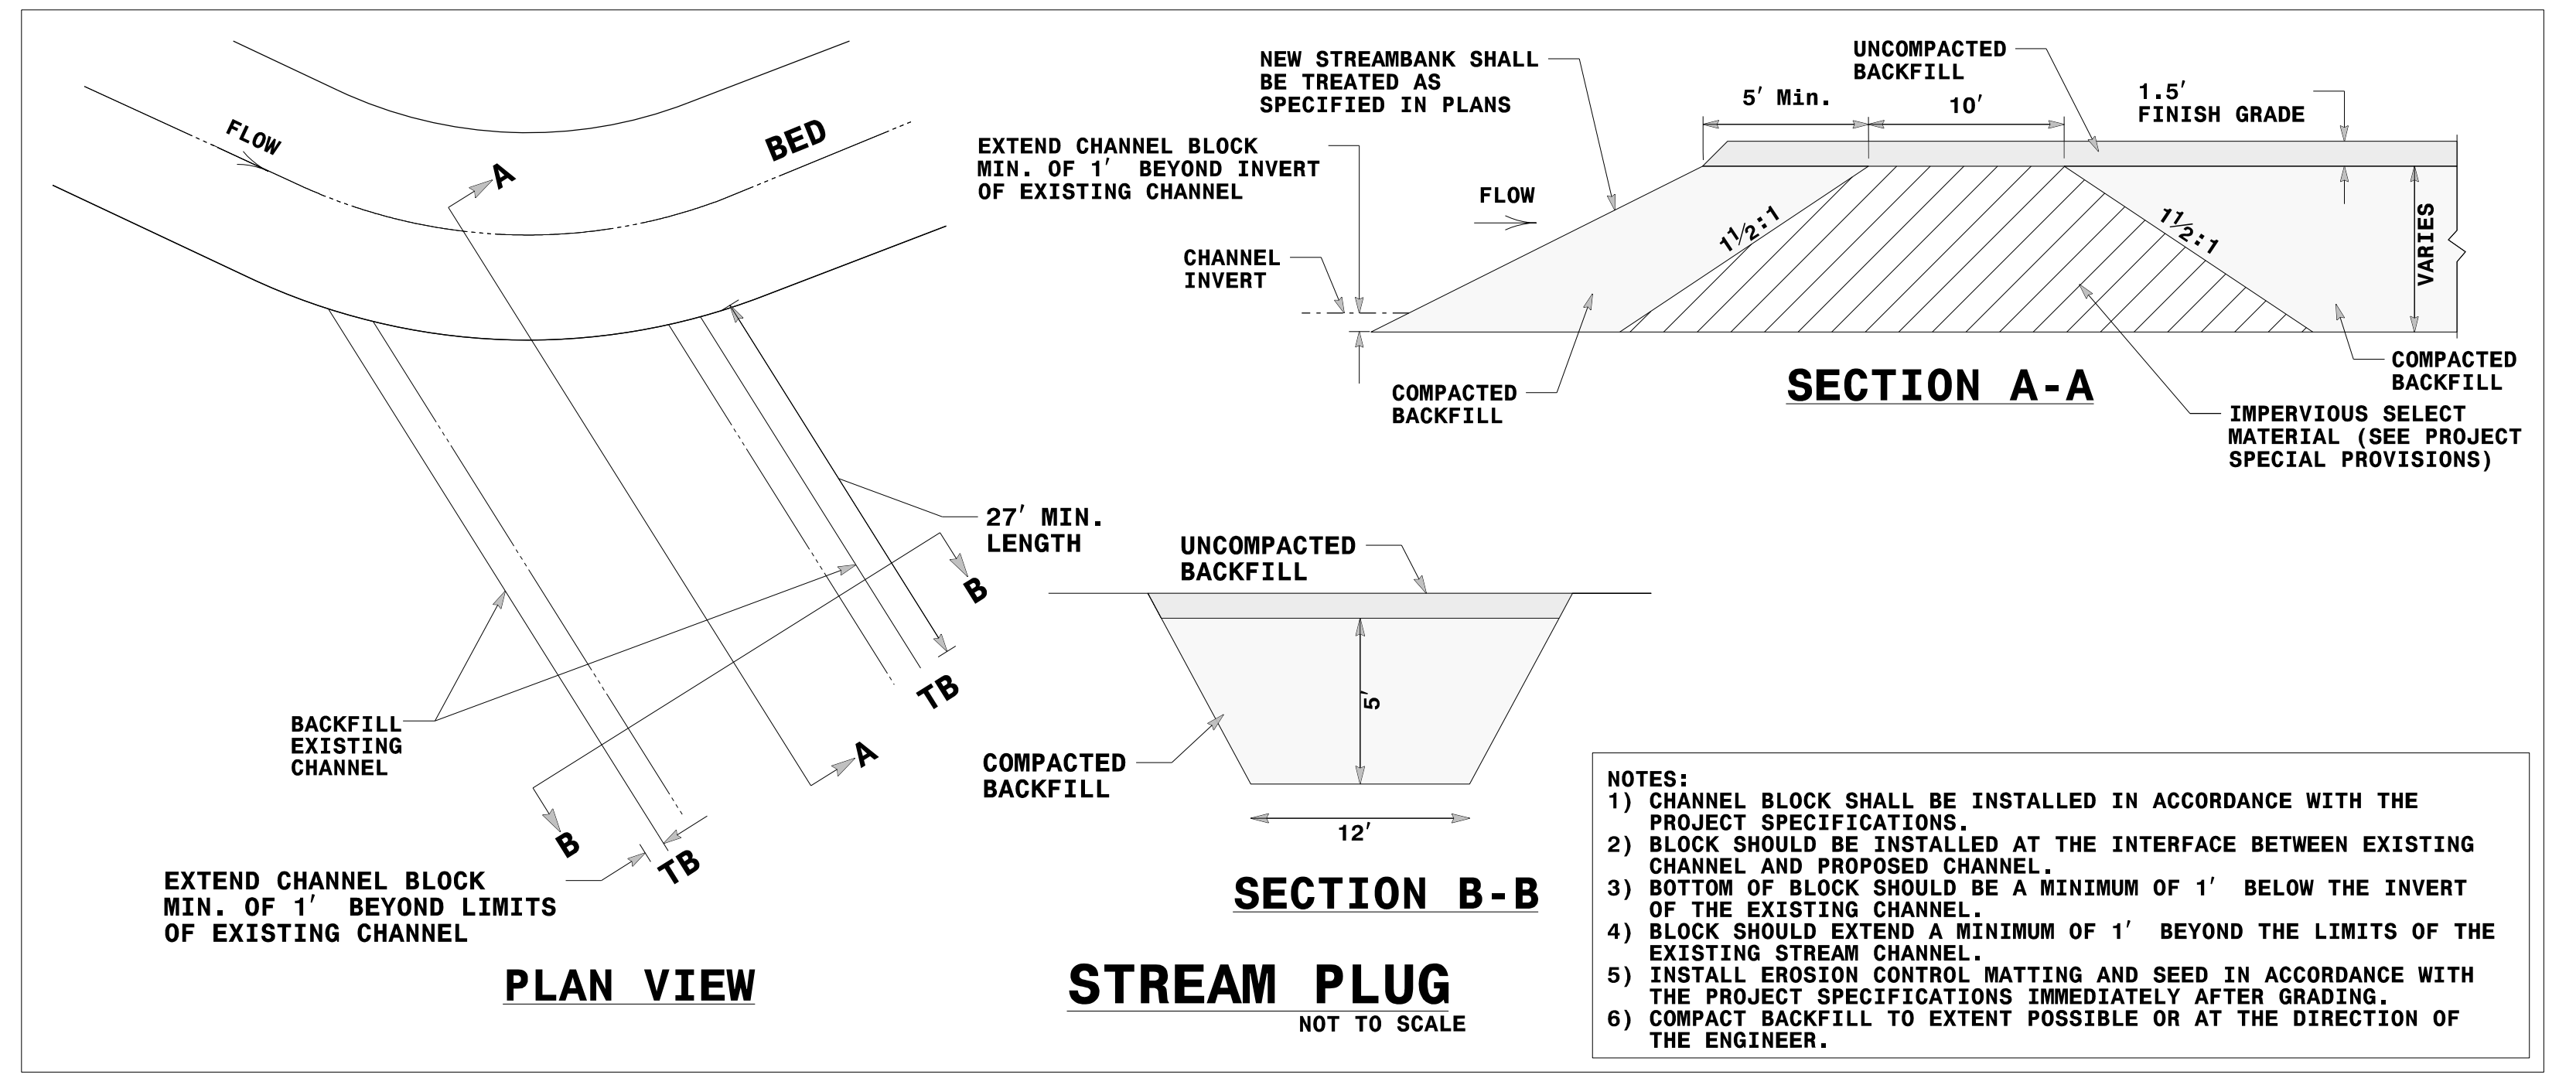 FLOW
BED
A
A
B
B
TB
TB
27' MIN.
LENGTH
BACKFILL
EXISTING
CHANNEL
EXTEND CHANNEL BLOCK
MIN. OF 1' BEYOND LIMITS
OF EXISTING CHANNEL
PLAN VIEW
NEW STREAMBANK SHALL
BE TREATED AS
SPECIFIED IN PLANS
EXTEND CHANNEL BLOCK
MIN. OF 1' BEYOND INVERT
OF EXISTING CHANNEL
FLOW
CHANNEL
INVERT
UNCOMPACTED
BACKFILL
5' Min.
10'
1.5'
FINISH GRADE
1 1/2:1
1 1/2:1
VARIES
COMPACTED
BACKFILL
COMPACTED
BACKFILL
IMPERVIOUS SELECT
MATERIAL (SEE PROJECT
SPECIAL PROVISIONS)
SECTION A-A
UNCOMPACTED
BACKFILL
5'
COMPACTED
BACKFILL
12'
SECTION B-B
STREAM PLUG
NOT TO SCALE
NOTES:
1) CHANNEL BLOCK SHALL BE INSTALLED IN ACCORDANCE WITH THE
PROJECT SPECIFICATIONS.
2) BLOCK SHOULD BE INSTALLED AT THE INTERFACE BETWEEN EXISTING
CHANNEL AND PROPOSED CHANNEL.
3) BOTTOM OF BLOCK SHOULD BE A MINIMUM OF 1' BELOW THE INVERT
OF THE EXISTING CHANNEL.
4) BLOCK SHOULD EXTEND A MINIMUM OF 1' BEYOND THE LIMITS OF THE
EXISTING STREAM CHANNEL.
5) INSTALL EROSION CONTROL MATTING AND SEED IN ACCORDANCE WITH
THE PROJECT SPECIFICATIONS IMMEDIATELY AFTER GRADING.
6) COMPACT BACKFILL TO EXTENT POSSIBLE OR AT THE DIRECTION OF
THE ENGINEER.